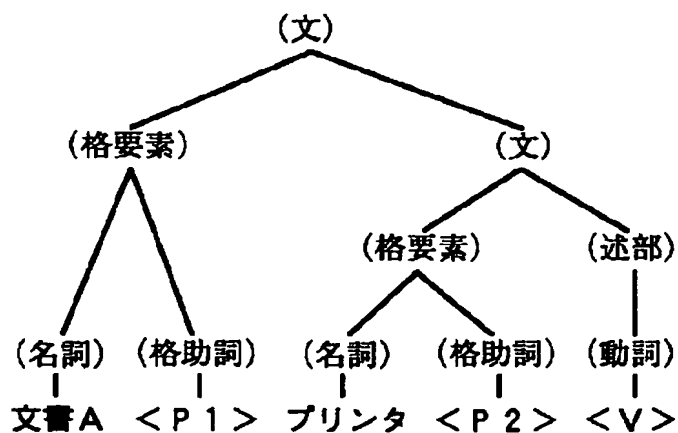 (文)
(格要素) (文)
(格要素) (述部)
(名詞) (格助詞) (名詞) (格助詞) (動詞)
文書A <P1> プリンタ <P2> <V>